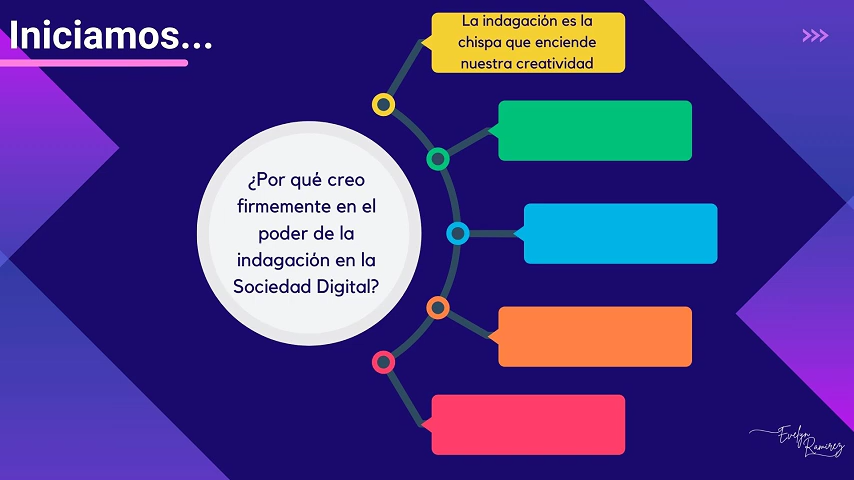 Iniciamos...
La indagación es la
chispa que enciende
nuestra creatividad
¿Por qué creo
firmemente en el
poder de la
indagación en la
Sociedad Digital?
Evelyn
Ramirez